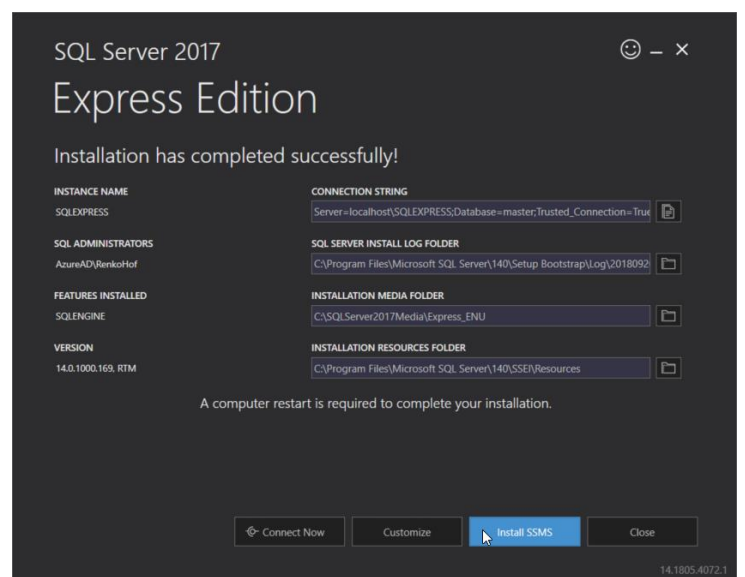 SQL Server 2017
Express Edition
Installation has completed successfully!
INSTANCE NAME
SQLEXPRESS
CONNECTION STRING
Server=localhost\SQLEXPRESS;Database=master;Trusted_Connection=True
SQL ADMINISTRATORS
AzureAD\RenkoHof
SQL SERVER INSTALL LOG FOLDER
C:\Program Files\Microsoft SQL Server\140\Setup Bootstrap\Log\2018092
FEATURES INSTALLED
SQLENGINE
INSTALLATION MEDIA FOLDER
C:\SQLServer2017Media\Express_ENU
VERSION
14.0.1000.169, RTM
INSTALLATION RESOURCES FOLDER
C:\Program Files\Microsoft SQL Server\140\SSEI\Resources
A computer restart is required to complete your installation.
Connect Now
Customize
Install SSMS
Close
14.1805.4072.1